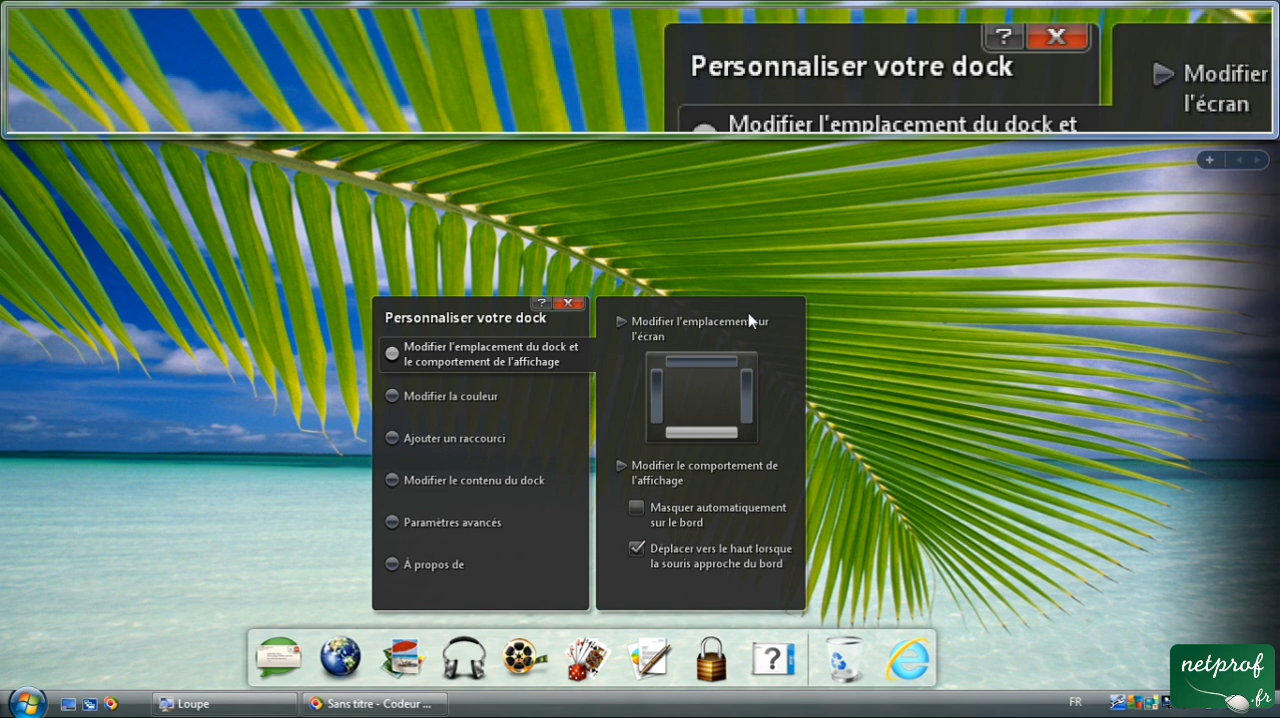 Personnaliser votre dock
Modifier l'emplacement du dock et
Modifier
l'écran
Personnaliser votre dock
Modifier l'emplacement du dock et
le comportement de l'affichage
Modifier la couleur
Ajouter un raccourci
Modifier le contenu du dock
Paramètres avancés
À propos de
Modifier l'emplacement sur
l'écran
Modifier le comportement de
l'affichage
Masquer automatiquement
sur le bord
Déplacer vers le haut lorsque
la souris approche du bord
Loupe
Sans titre - Codeur ...
FR
netprof
.fr